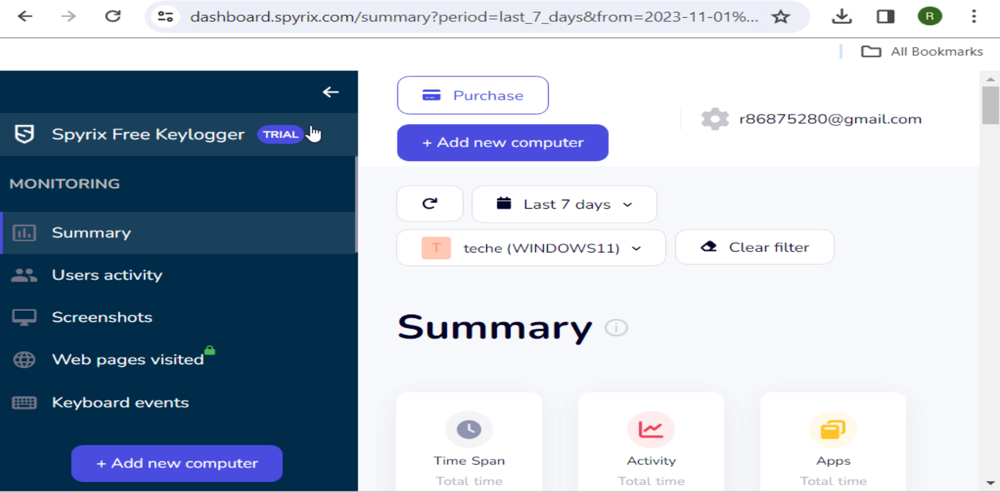 dashboard.spyrix.com/summary?period=last_7_days&from=2023-11-01%...
R
All Bookmarks
Purchase
+ Add new computer
r86875280@gmail.com
Spyrix Free Keylogger TRIAL
MONITORING
Summary
Users activity
Screenshots
Web pages visited
Keyboard events
+ Add new computer
Last 7 days
T teche (WINDOWS11)
Clear filter
Summary
Time Span
Total time
Activity
Total time
Apps
Total time